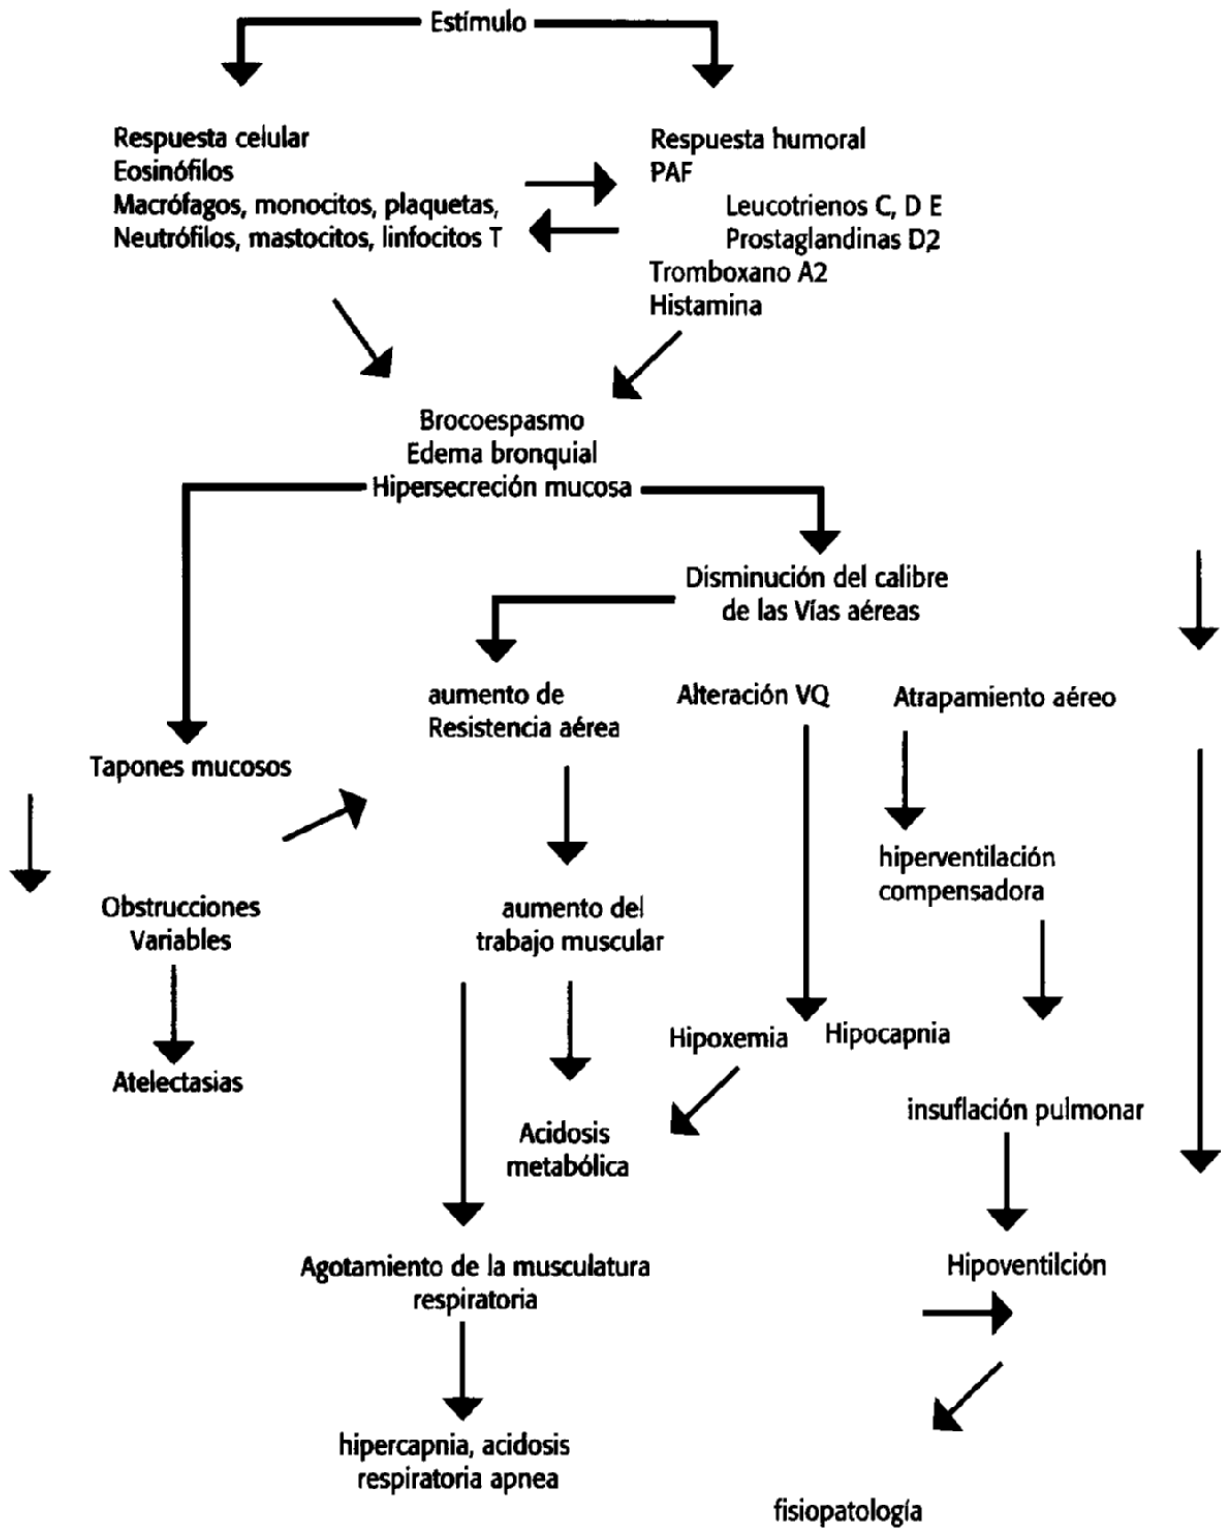 Estímulo
Respuesta celular
Eosinófilos
Macrófagos, monocitos, plaquetas,
Neutrófilos, mastocitos, linfocitos T
Respuesta humoral
PAF
Leucotrienos C, D E
Prostaglandinas D2
Tromboxano A2
Histamina
Brocoespasmo
Edema bronquial
Hipersecreción mucosa
Disminución del calibre
de las Vías aéreas
aumento de
Resistencia aérea
Alteración VQ
Atrapamiento aéreo
Tapones mucosos
hiperventilación
compensadora
Obstrucciones
Variables
aumento del
trabajo muscular
Hipoxemia
Hipocapnia
Atelectasias
insuflación pulmonar
Acidosis
metabólica
Agotamiento de la musculatura
respiratoria
Hipoventilción
hipercapnia, acidosis
respiratoria apnea
fisiopatología